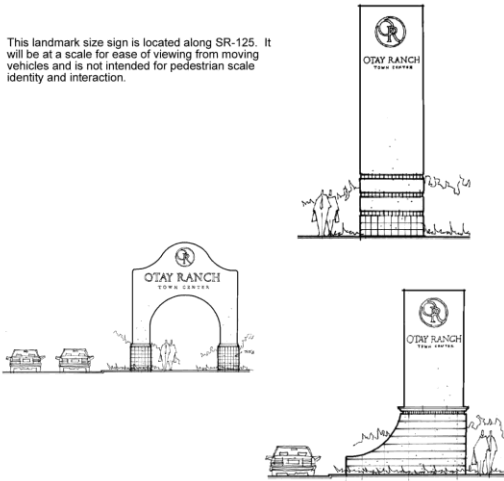 This landmark size sign is located along SR-125. It
will be at a scale for ease of viewing from moving
vehicles and is not intended for pedestrian scale
identity and interaction.
OTAY RANCH
TOWN CENTER
OTAY RANCH
TOWN CENTER
OTAY RANCH
TOWN CENTER